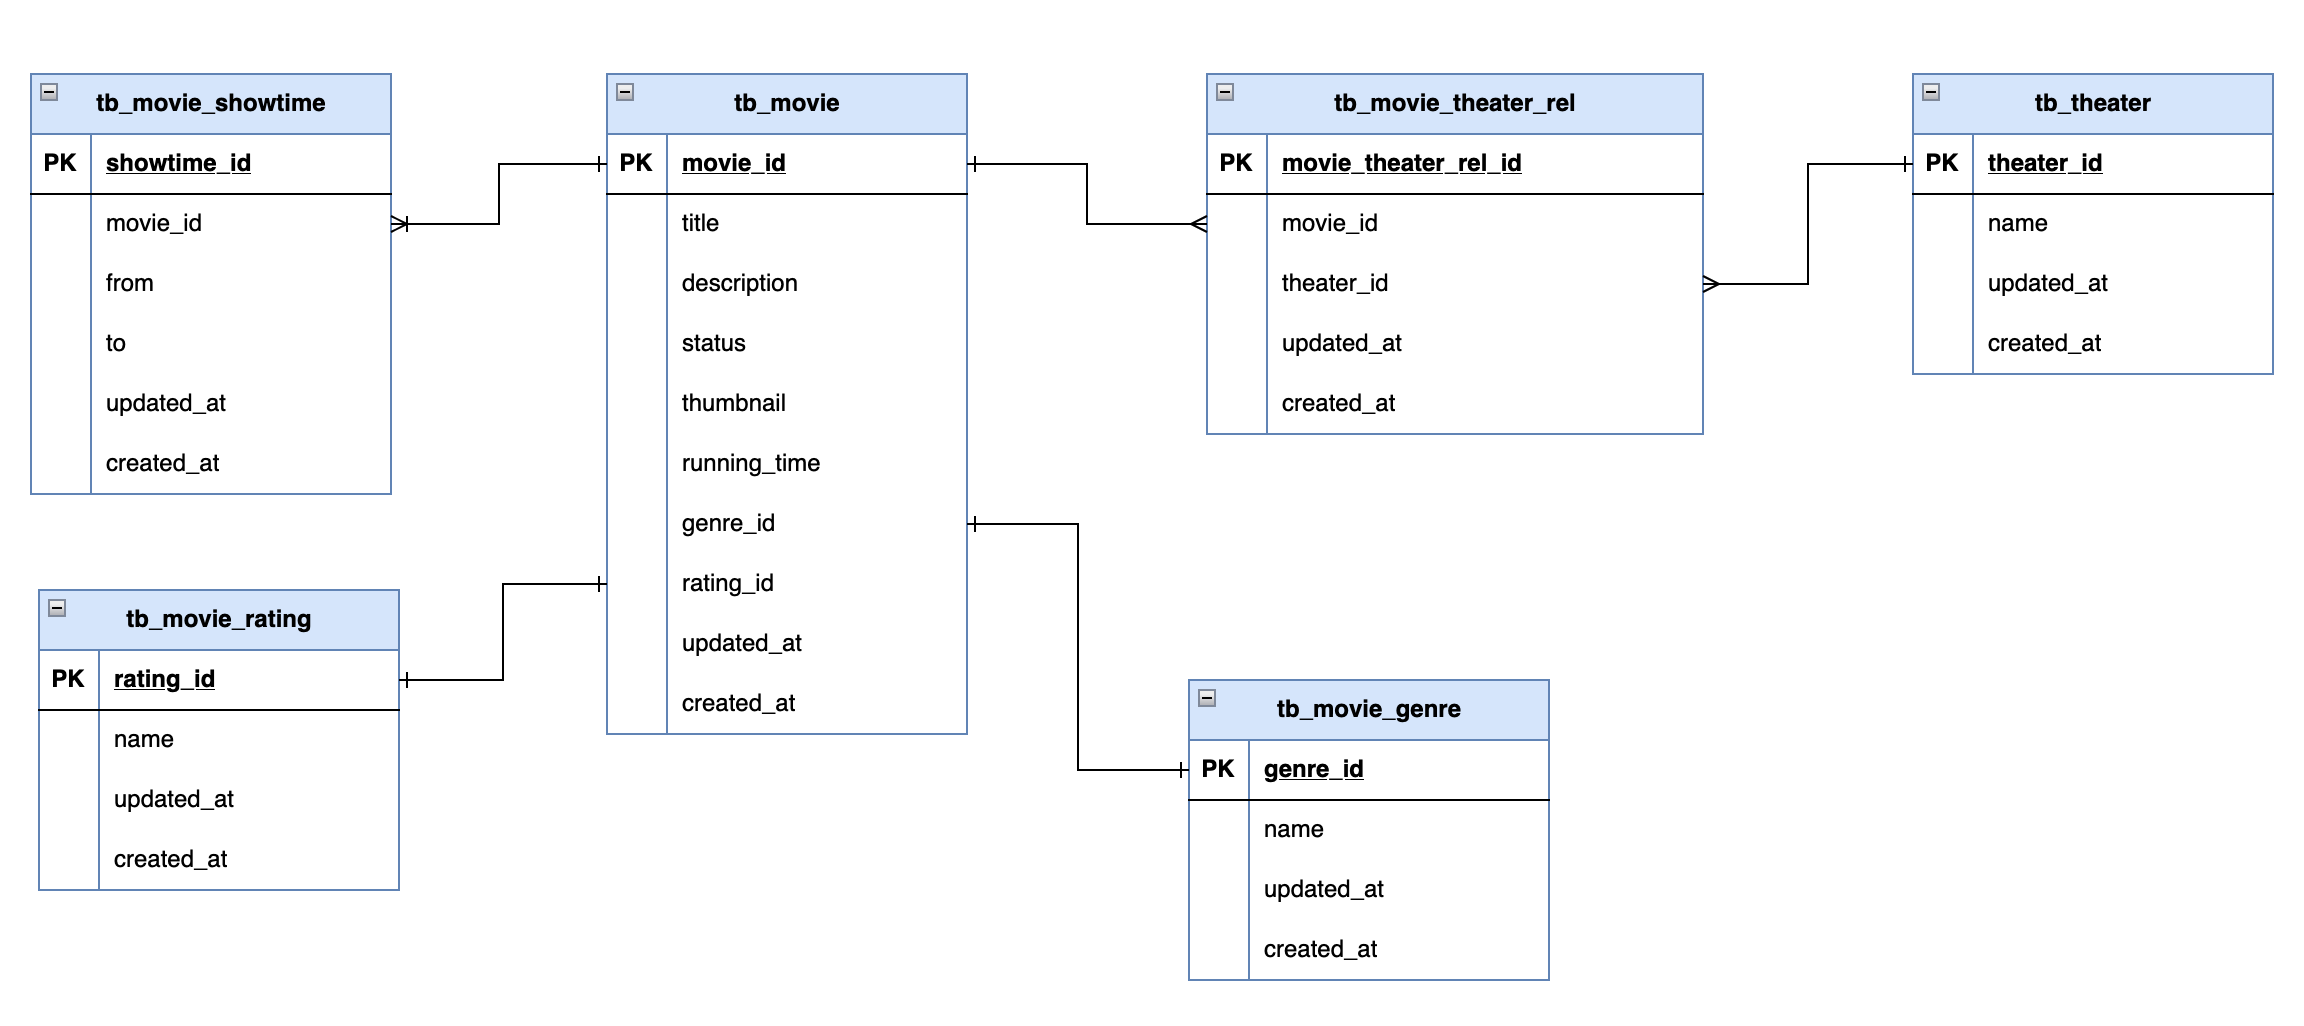 tb_movie_showtime
PK showtime_id
movie_id
from
to
updated_at
created_at
tb_movie
PK movie_id
title
description
status
thumbnail
running_time
genre_id
rating_id
updated_at
created_at
tb_movie_theater_rel
PK movie_theater_rel_id
movie_id
theater_id
updated_at
created_at
tb_theater
PK theater_id
name
updated_at
created_at
tb_movie_rating
PK rating_id
name
updated_at
created_at
tb_movie_genre
PK genre_id
name
updated_at
created_at